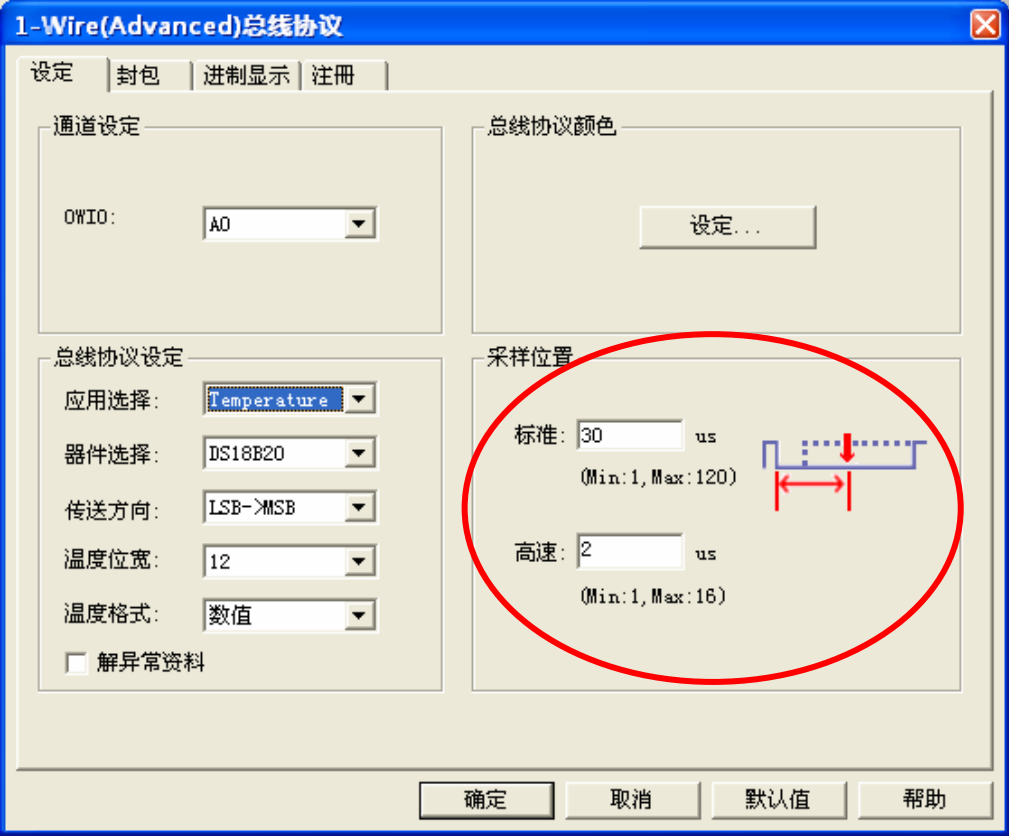 1-Wire(Advanced)总线协议
设定 封包 进制显示 注冊
通道设定
OWIO: A0
总线协议颜色
设定...
总线协议设定
应用选择: Temperature
器件选择: DS18B20
传送方向: LSB->MSB
温度位宽: 12
温度格式: 数值
解异常资料
采样位置
标准: 30 us
(Min:1,Max:120)
高速: 2 us
(Min:1,Max:16)
确定 取消 默认值 帮助